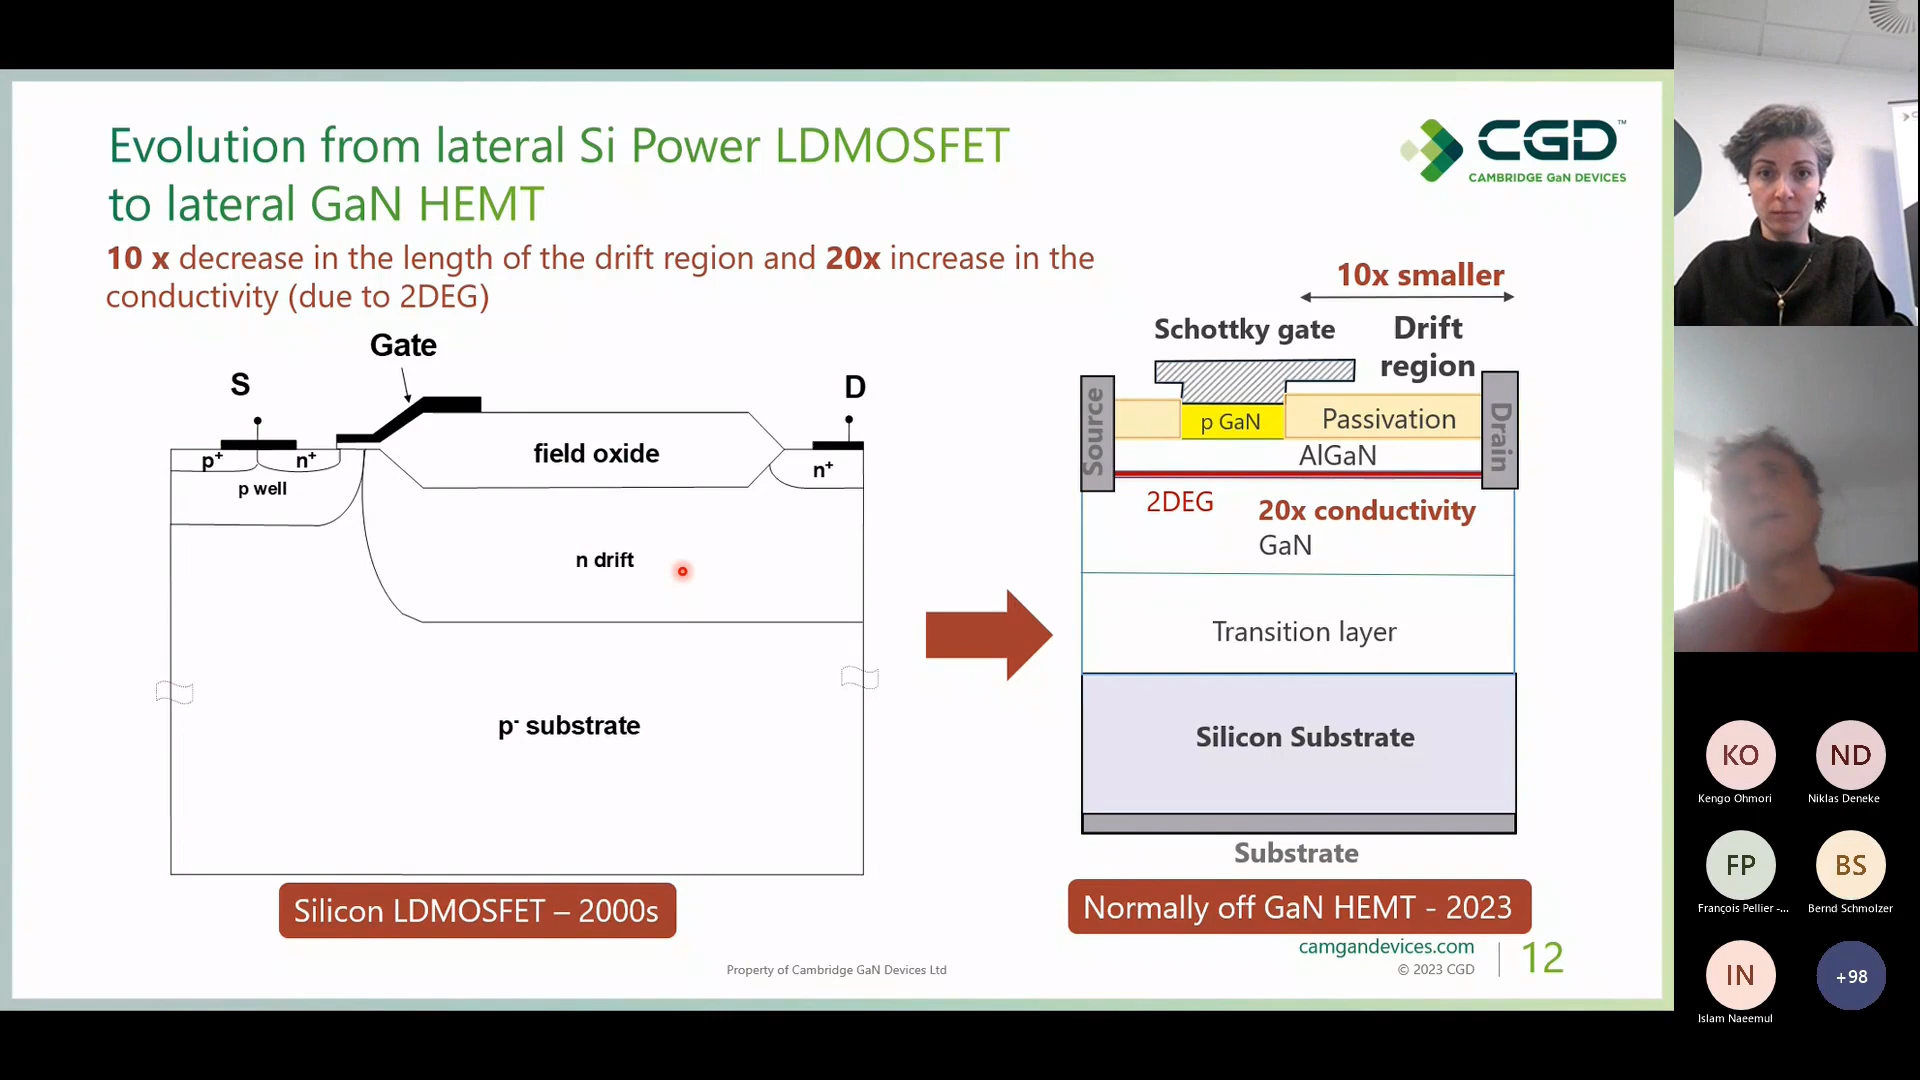 Evolution from lateral Si Power LDMOSFET
to lateral GaN HEMT
CGD™
CAMBRIDGE GaN DEVICES
10 x decrease in the length of the drift region and 20x increase in the
conductivity (due to 2DEG)
Gate
S
D
p+
n+
p well
field oxide
n+
n drift
p- substrate
Silicon LDMOSFET – 2000s
10x smaller
Schottky gate
Drift
region
Source
p GaN
Passivation
Drain
AlGaN
2DEG
20x conductivity
GaN
Transition layer
Silicon Substrate
Substrate
Normally off GaN HEMT - 2023
camgandevices.com
© 2023 CGD
12
Property of Cambridge GaN Devices Ltd
KO
Kengo Ohmori
ND
Niklas Deneke
FP
François Pellier -...
BS
Bernd Schmolzer
IN
Islam Naeemul
+98